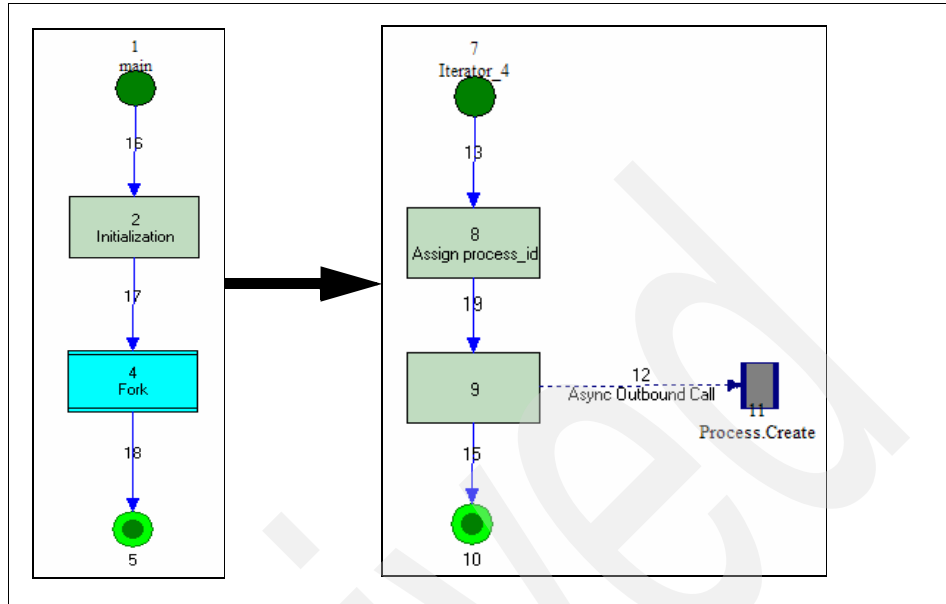 1
main
16
2
Initialization
17
4
Fork
18
5
7
Iterator_4
13
8
Assign process_id
19
9
12
Async Outbound Call
11
Process.Create
15
10